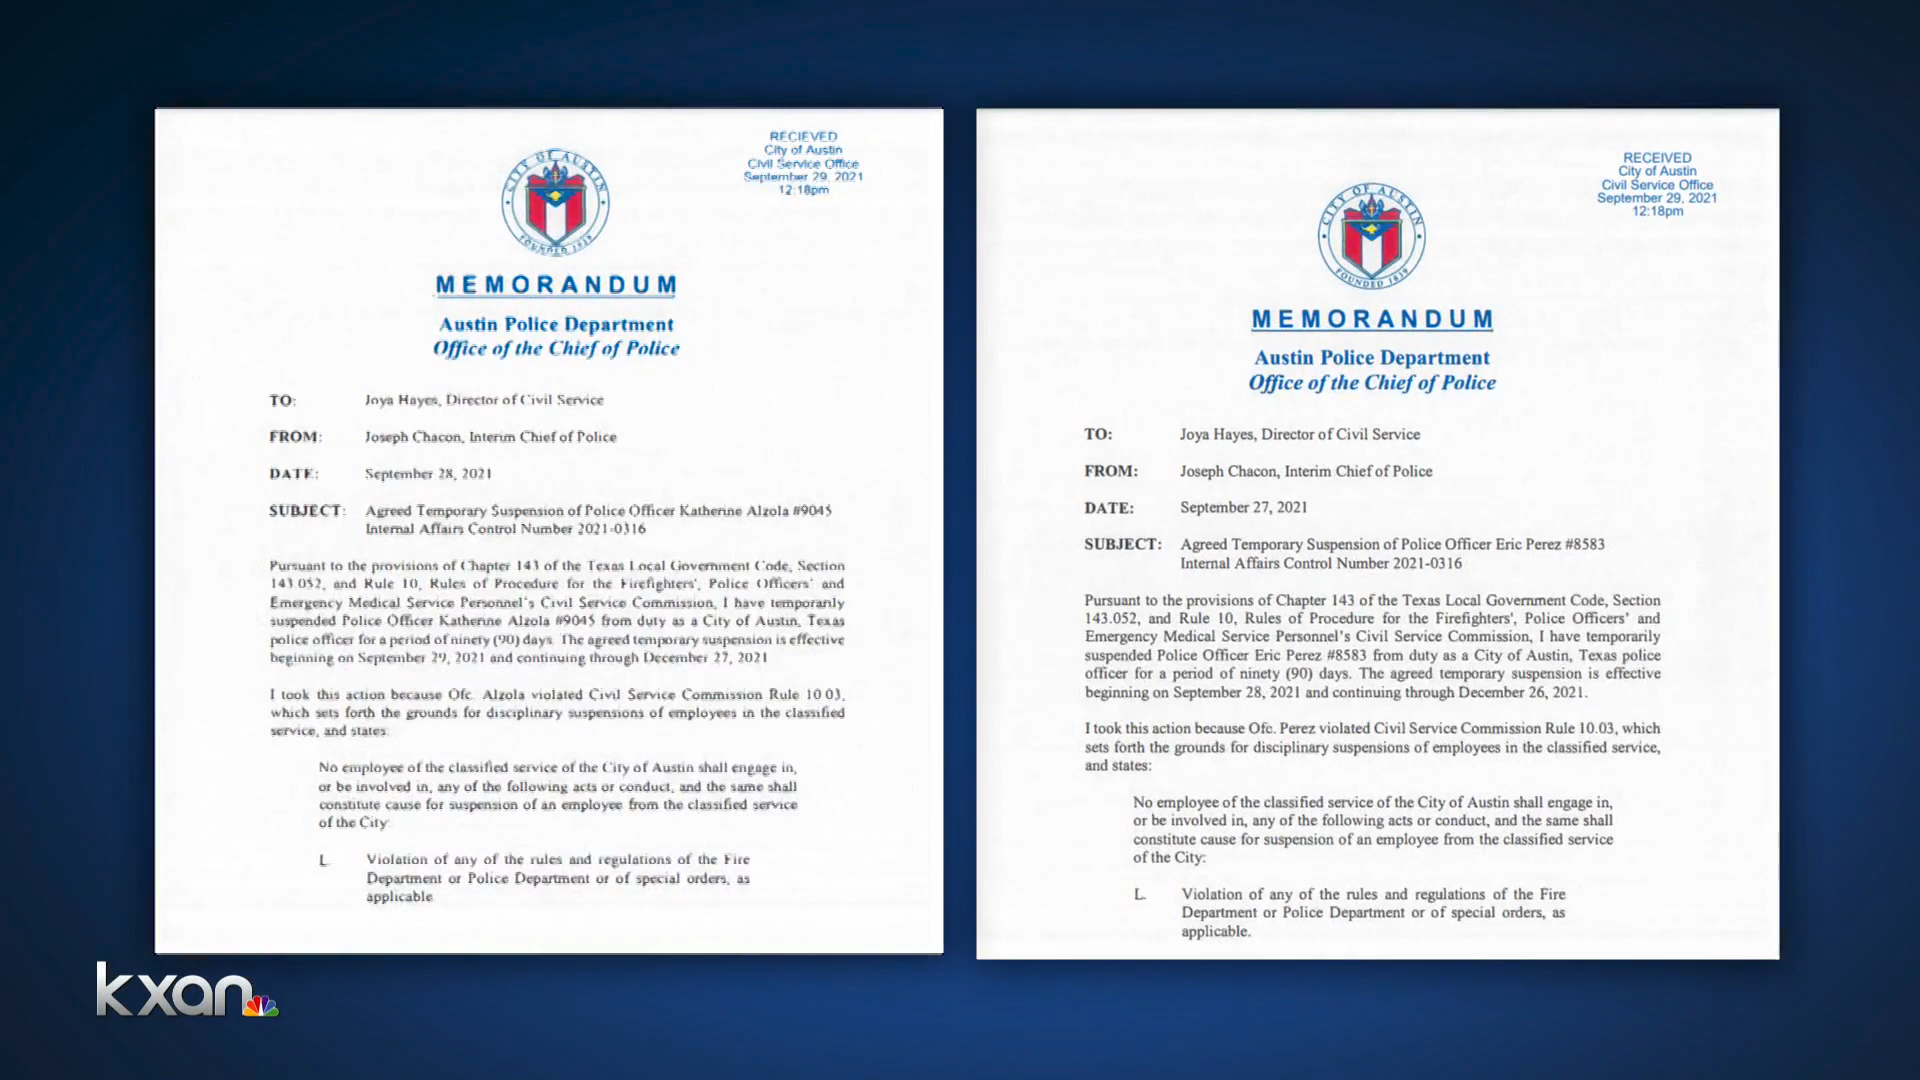 RECIEVED
City of Austin
Civil Service Office
September 29, 2021
12:18pm
CITY OF AUSTIN
FOUNDED 1839
MEMORANDUM
Austin Police Department
Office of the Chief of Police
TO: Joya Hayes, Director of Civil Service
FROM: Joseph Chacon, Interim Chief of Police
DATE: September 28, 2021
SUBJECT: Agreed Temporary Suspension of Police Officer Katherine Alzola #9045
Internal Affairs Control Number 2021-0316
Pursuant to the provisions of Chapter 143 of the Texas Local Government Code, Section
143.052, and Rule 10, Rules of Procedure for the Firefighters', Police Officers' and
Emergency Medical Service Personnel's Civil Service Commission, I have temporarily
suspended Police Officer Katherine Alzola #9045 from duty as a City of Austin, Texas
police officer for a period of ninety (90) days. The agreed temporary suspension is effective
beginning on September 29, 2021 and continuing through December 27, 2021
I took this action because Ofc. Alzola violated Civil Service Commission Rule 10.03,
which sets forth the grounds for disciplinary suspensions of employees in the classified
service, and states:
No employee of the classified service of the City of Austin shall engage in,
or be involved in, any of the following acts or conduct, and the same shall
constitute cause for suspension of an employee from the classified service
of the City:
L. Violation of any of the rules and regulations of the Fire
Department or Police Department or of special orders, as
applicable
RECEIVED
City of Austin
Civil Service Office
September 29, 2021
12:18pm
CITY OF AUSTIN
FOUNDED 1839
MEMORANDUM
Austin Police Department
Office of the Chief of Police
TO: Joya Hayes, Director of Civil Service
FROM: Joseph Chacon, Interim Chief of Police
DATE: September 27, 2021
SUBJECT: Agreed Temporary Suspension of Police Officer Eric Perez #8583
Internal Affairs Control Number 2021-0316
Pursuant to the provisions of Chapter 143 of the Texas Local Government Code, Section
143.052, and Rule 10, Rules of Procedure for the Firefighters', Police Officers' and
Emergency Medical Service Personnel's Civil Service Commission, I have temporarily
suspended Police Officer Eric Perez #8583 from duty as a City of Austin, Texas police
officer for a period of ninety (90) days. The agreed temporary suspension is effective
beginning on September 28, 2021 and continuing through December 26, 2021.
I took this action because Ofc. Perez violated Civil Service Commission Rule 10.03, which
sets forth the grounds for disciplinary suspensions of employees in the classified service,
and states:
No employee of the classified service of the City of Austin shall engage in,
or be involved in, any of the following acts or conduct, and the same shall
constitute cause for suspension of an employee from the classified service
of the City:
L. Violation of any of the rules and regulations of the Fire
Department or Police Department or of special orders, as
applicable.
kxan